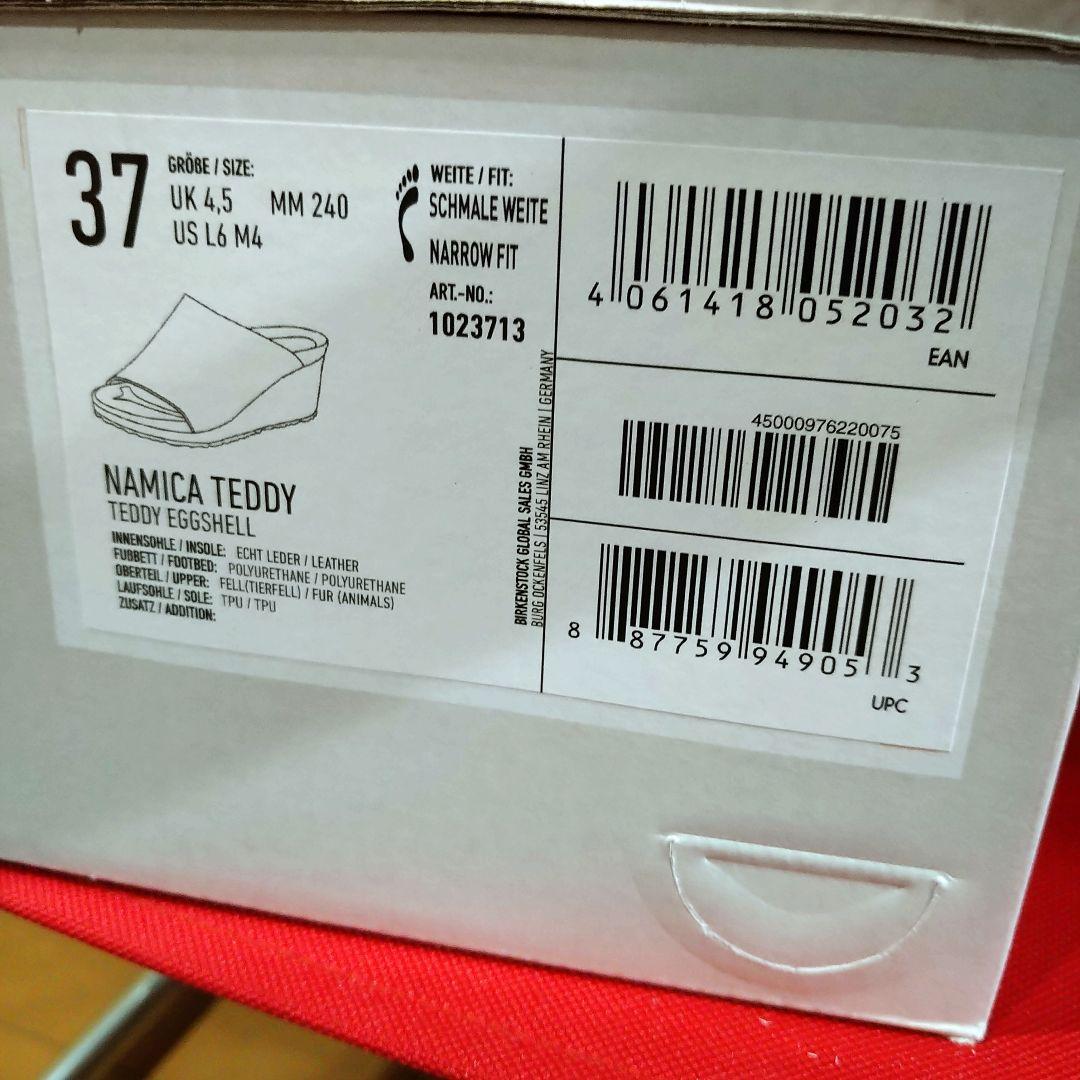 37
GRÖßE / SIZE:
UK 4,5 MM 240
US L6 M4
WEITE / FIT:
SCHMALE WEITE
NARROW FIT
ART.-NO.:
1023713
NAMICA TEDDY
TEDDY EGGSHELL
INNENSOHLE / INSOLE: ECHT LEDER / LEATHER
FUßBETT / FOOTBED: POLYURETHANE / POLYURETHANE
OBERTEIL / UPPER: FELL(TIERFELL) / FUR (ANIMALS)
LAUFSOHLE / SOLE: TPU / TPU
ZUSATZ / ADDITION:
BIRKENSTOCK GLOBAL SALES GMBH
BURG OCKENFELS | 53545 LINZ AM RHEIN | GERMANY
4 061418 052032
EAN
45000976220075
8 87759 94905 3
UPC